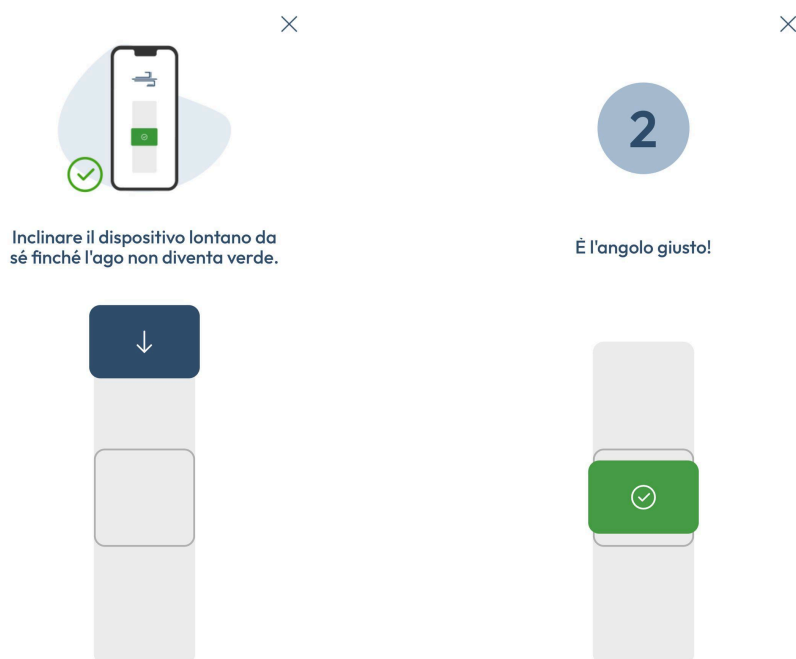 Inclinare il dispositivo lontano da
sé finché l'ago non diventa verde.
2
È l'angolo giusto!